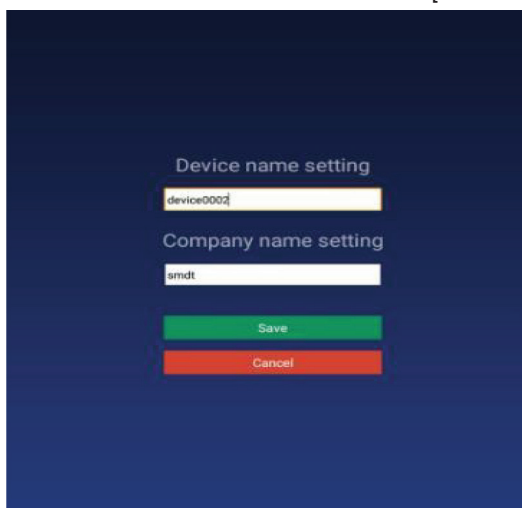 Device name setting
device0002
Company name setting
smdt
Save
Cancel